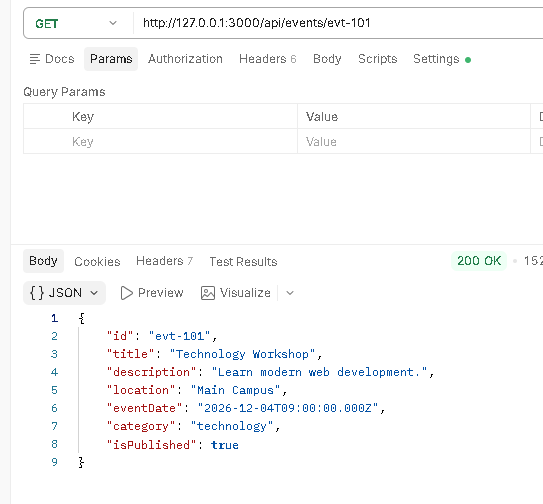 GET http://127.0.0.1:3000/api/events/evt-101
Docs Params Authorization Headers 6 Body Scripts Settings
Query Params
Key Value
Key Value
Body Cookies Headers 7 Test Results 200 OK 152
{} JSON Preview Visualize
1 {
2 "id": "evt-101",
3 "title": "Technology Workshop",
4 "description": "Learn modern web development.",
5 "location": "Main Campus",
6 "eventDate": "2026-12-04T09:00:00.000Z",
7 "category": "technology",
8 "isPublished": true
9 }